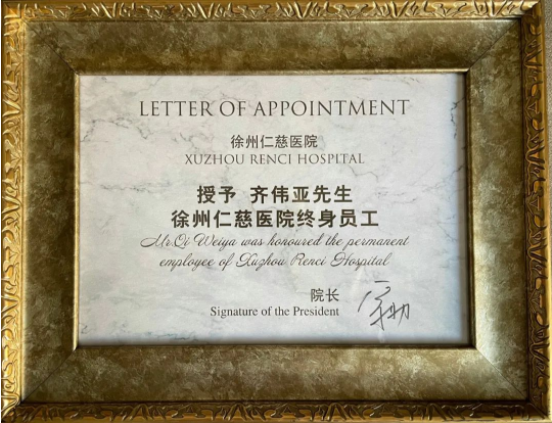 LETTER OF APPOINTMENT
徐州仁慈医院
XUZHOU RENCI HOSPITAL
授予 齐伟亚先生
徐州仁慈医院终身员工
Mr.Qi Weiya was honoured the permanent
employee of Xuzhou Renci Hospital
院长
Signature of the President